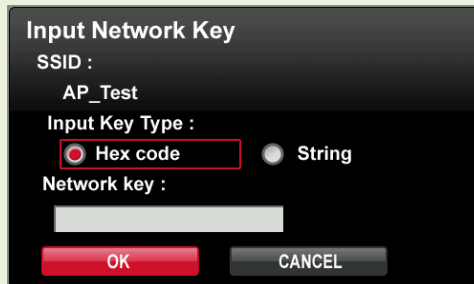 Input Network Key
SSID :
AP_Test
Input Key Type :
Hex code String
Network key :
OK CANCEL